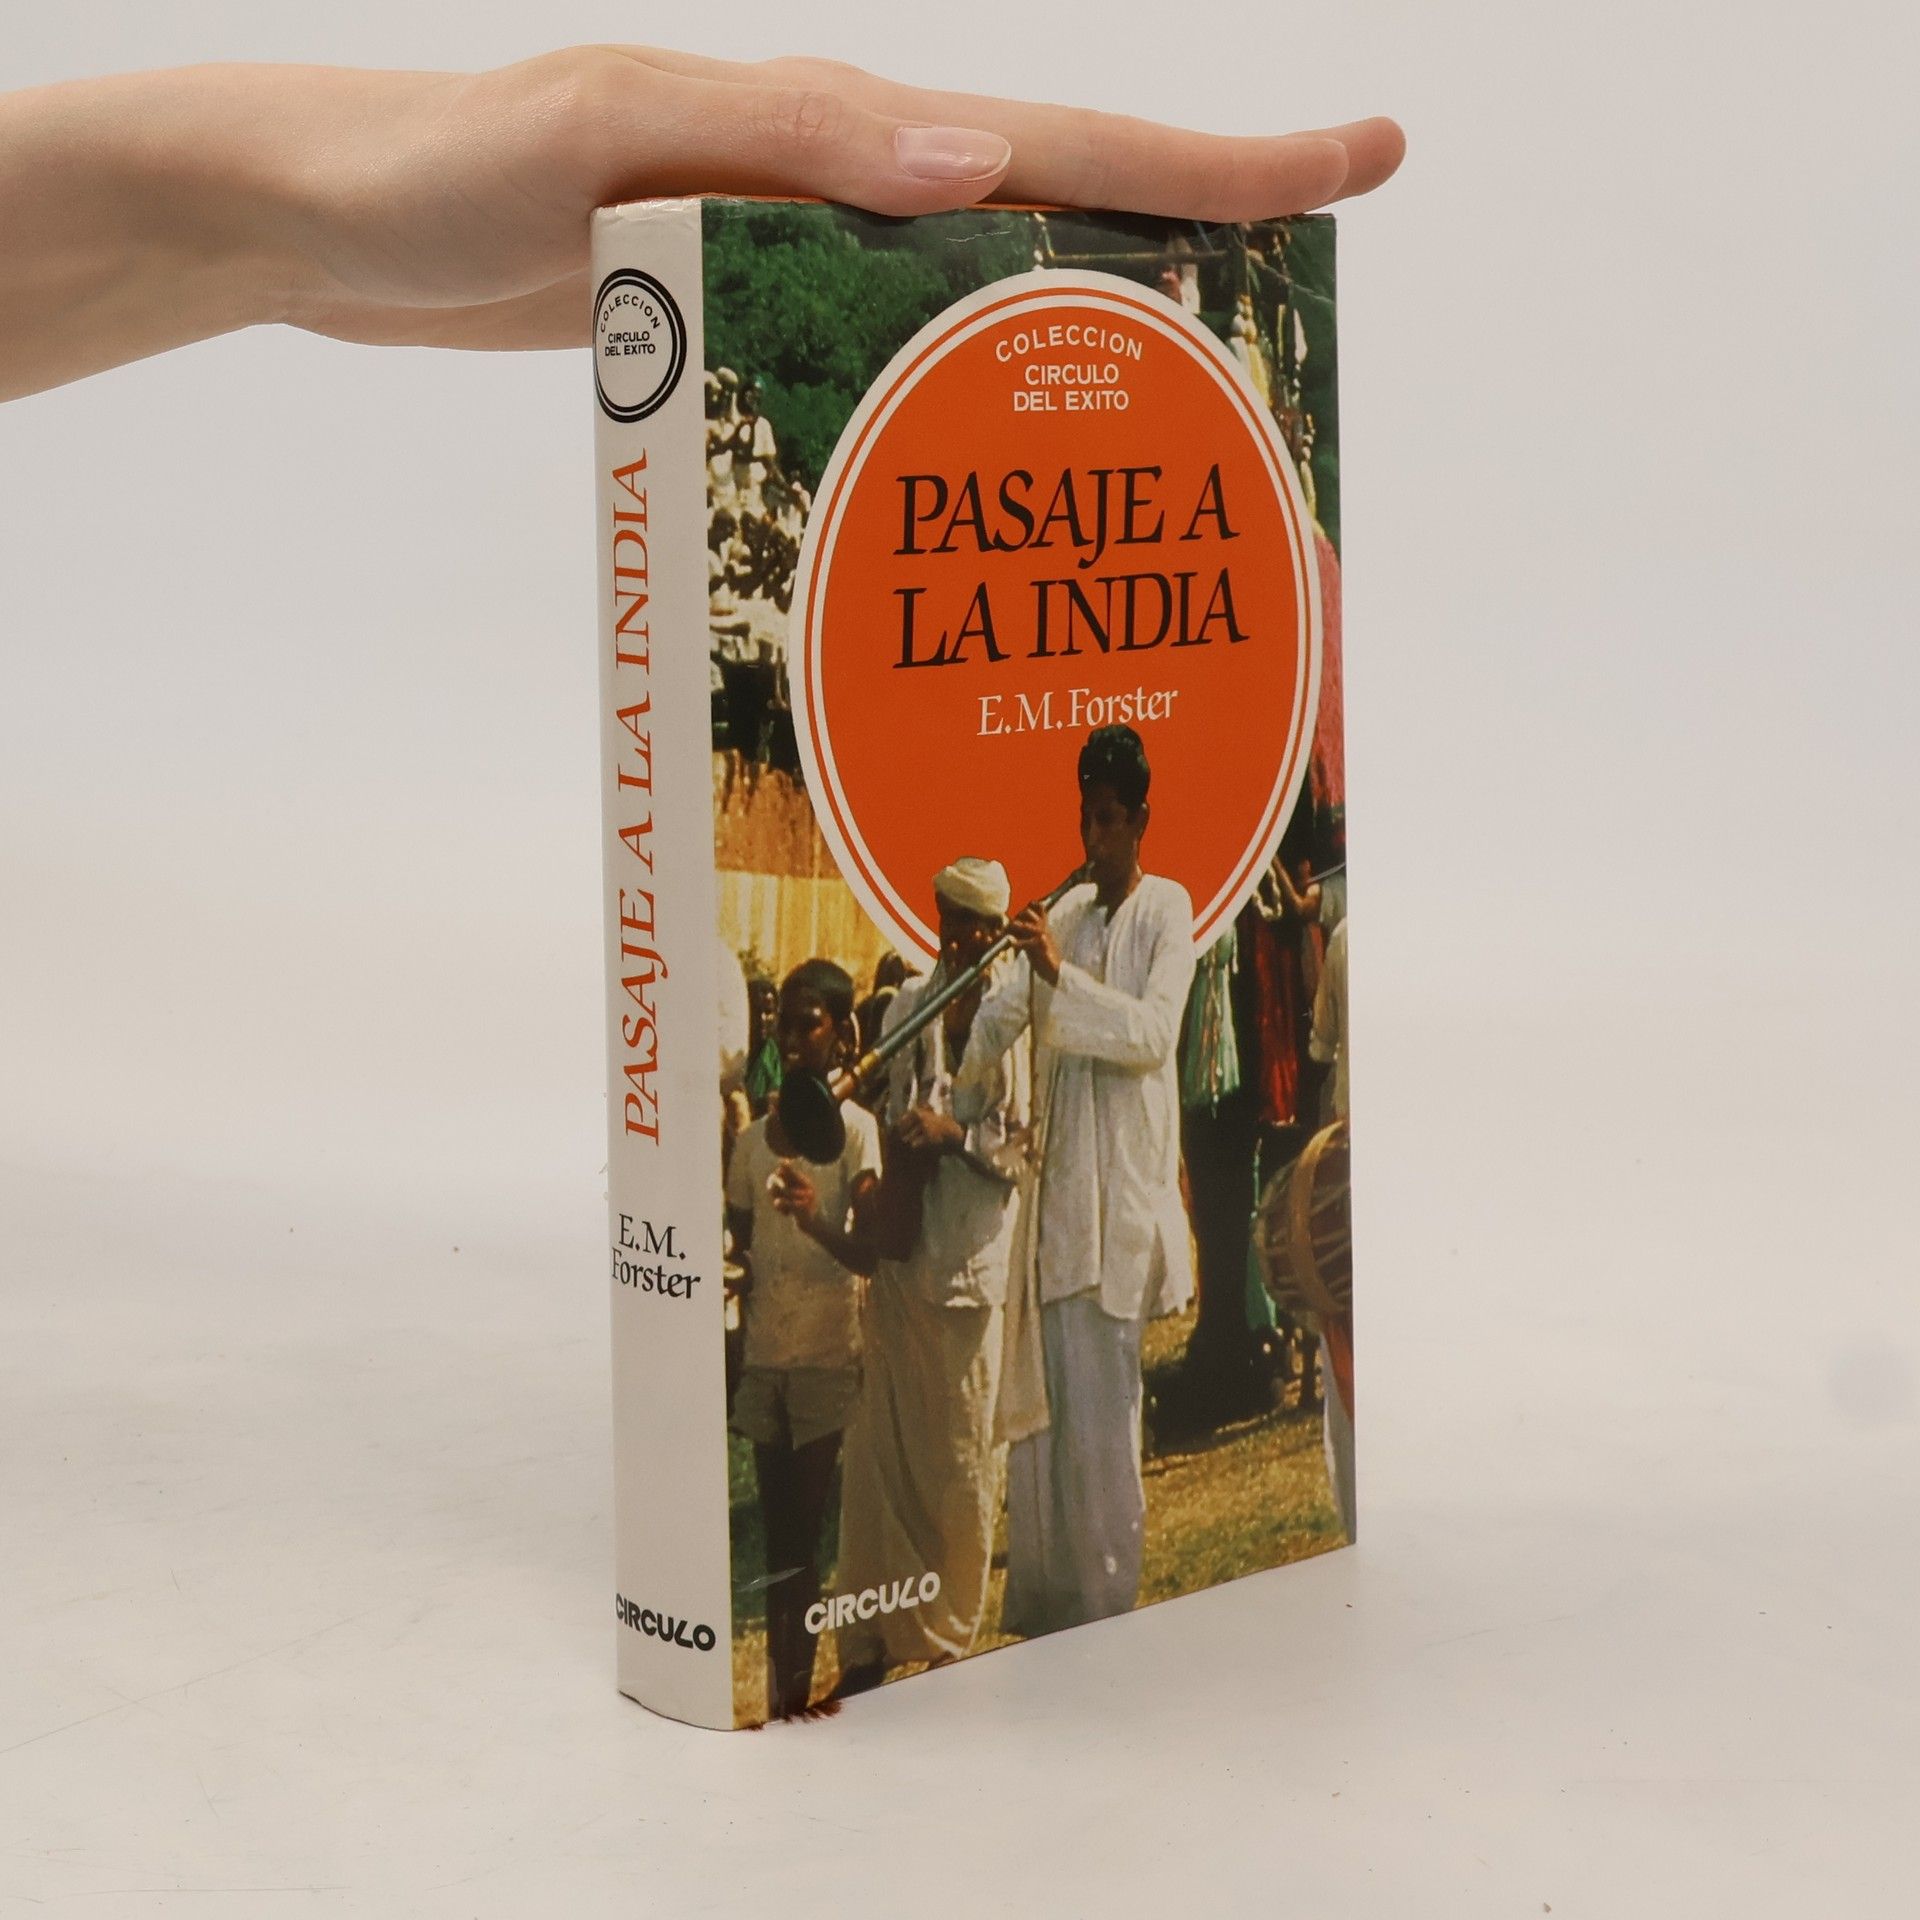 COLECCION
CIRCULO
DEL EXITO
PASAJE A LA INDIA
E.M.
Forster
CIRCULO
COLECCION
CIRCULO
DEL EXITO
PASAJE A
LA INDIA
E.M. Forster
CIRCULO